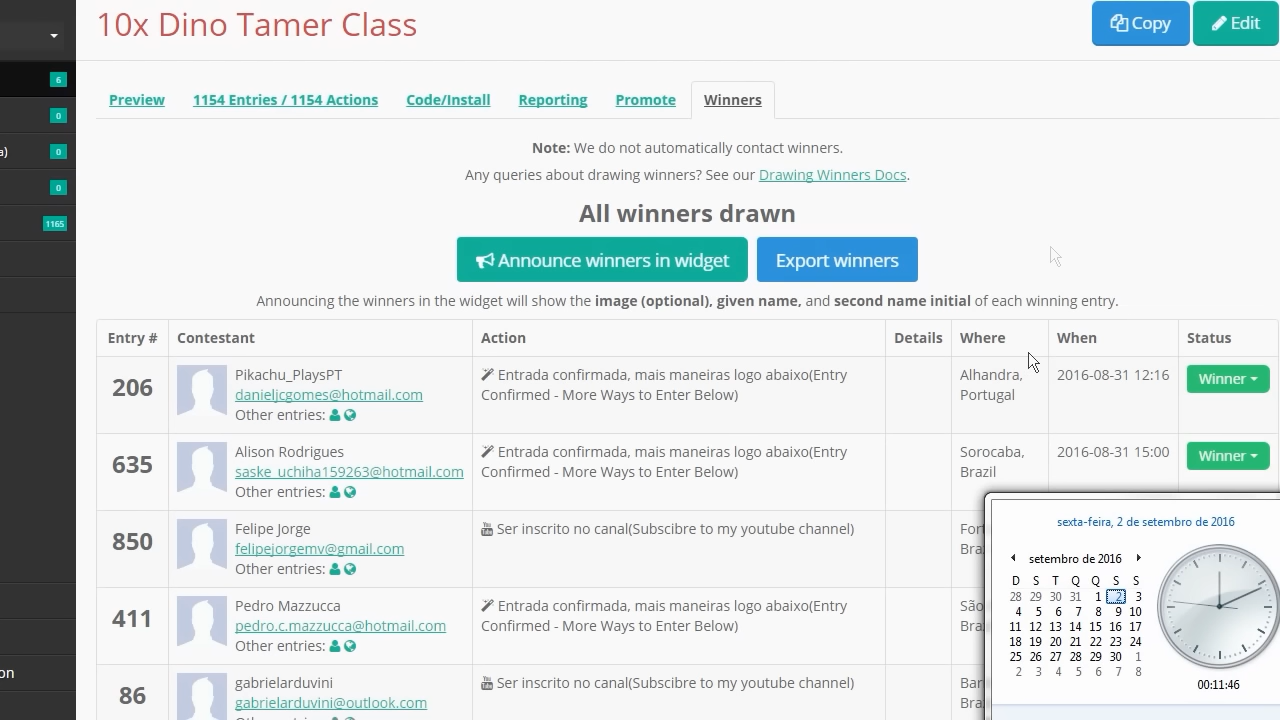 10x Dino Tamer Class
Copy
Edit
6
0
a)
0
0
1165
on
Preview
1154 Entries / 1154 Actions
Code/Install
Reporting
Promote
Winners
Note: We do not automatically contact winners.
Any queries about drawing winners? See our Drawing Winners Docs.
All winners drawn
Announce winners in widget
Export winners
Announcing the winners in the widget will show the image (optional), given name, and second name initial of each winning entry.
Entry # Contestant Action Details Where When Status
206
Pikachu_PlaysPT
danieljcgomes@hotmail.com
Other entries:
Entrada confirmada, mais maneiras logo abaixo(Entry
Confirmed - More Ways to Enter Below)
Alhandra,
Portugal
2016-08-31 12:16
Winner
635
Alison Rodrigues
saske_uchiha159263@hotmail.com
Other entries:
Entrada confirmada, mais maneiras logo abaixo(Entry
Confirmed - More Ways to Enter Below)
Sorocaba,
Brazil
2016-08-31 15:00
Winner
850
Felipe Jorge
felipejorgemv@gmail.com
Other entries:
Ser inscrito no canal(Subscibre to my youtube channel)
For
Bra
411
Pedro Mazzucca
pedro.c.mazzucca@hotmail.com
Other entries:
Entrada confirmada, mais maneiras logo abaixo(Entry
Confirmed - More Ways to Enter Below)
São
Bra
86
gabrielarduvini
gabrielarduvini@outlook.com
Ser inscrito no canal(Subscibre to my youtube channel)
Bar
Bra
sexta-feira, 2 de setembro de 2016
setembro de 2016
D S T Q Q S S
28 29 30 31 1 2 3
4 5 6 7 8 9 10
11 12 13 14 15 16 17
18 19 20 21 22 23 24
25 26 27 28 29 30 1
2 3 4 5 6 7 8
00:11:46